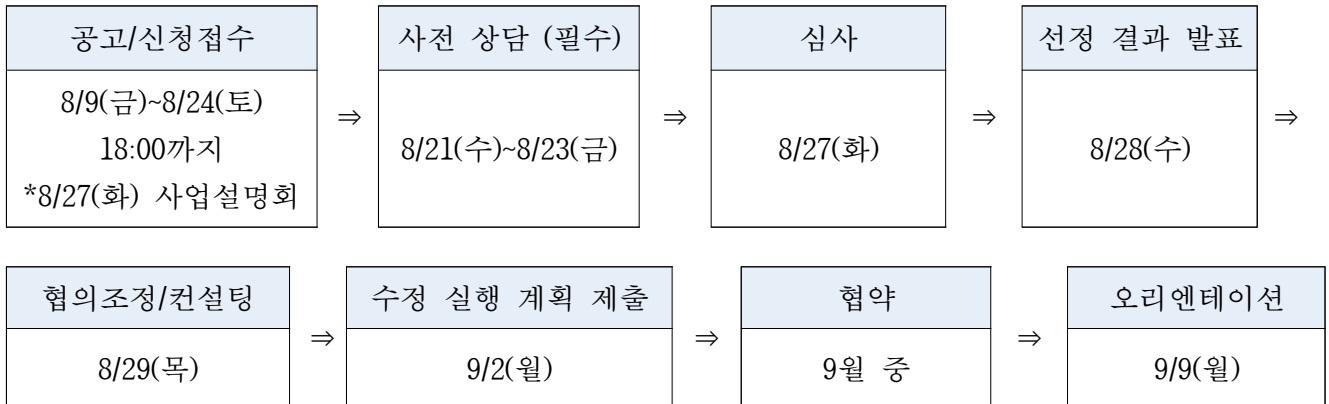 공고/신청접수
8/9(금)~8/24(토)
18:00까지
*8/27(화) 사업설명회
⇒
사전 상담 (필수)
8/21(수)~8/23(금)
⇒
심사
8/27(화)
⇒
선정 결과 발표
8/28(수)
⇒
협의조정/컨설팅
8/29(목)
⇒
수정 실행 계획 제출
9/2(월)
⇒
협약
9월 중
⇒
오리엔테이션
9/9(월)